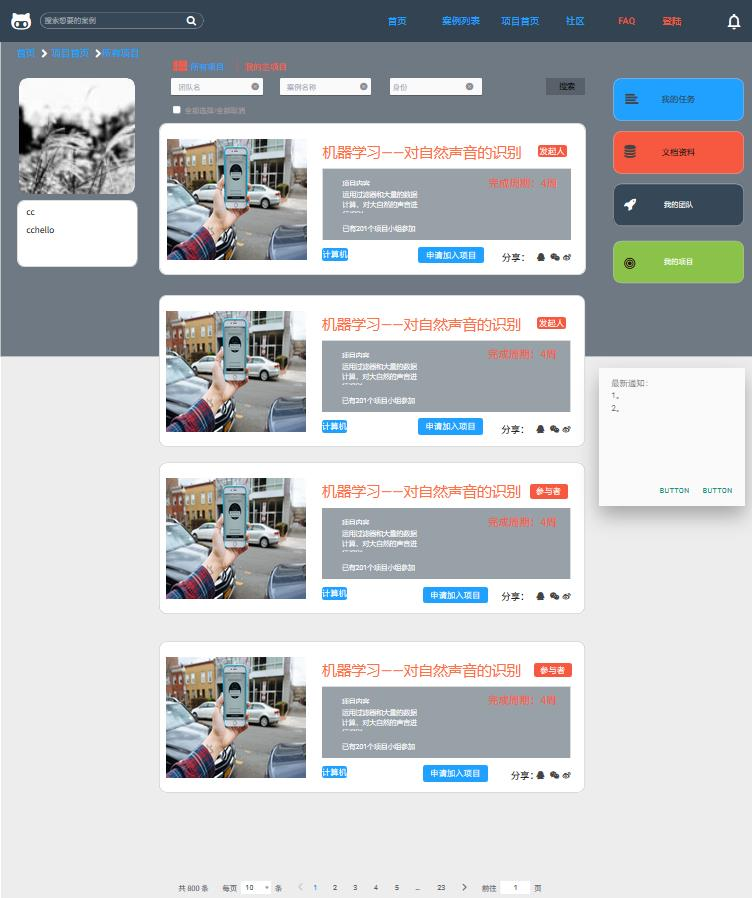 搜索想要的案例
首页 案例列表 项目首页 社区 FAQ 登陆
首页 项目首页 所有项目
所有项目 我的主项目
团队名 案例名称 身份 搜索
全部选择/全部取消
cc
cchello
机器学习——对自然声音的识别 发起人
项目内容 完成周期：4周
运用过滤器和大量的数据
计算、对大自然的声音进
已有201个项目小组参加
计算机 申请加入项目 分享：
机器学习——对自然声音的识别 发起人
项目内容 完成周期：4周
运用过滤器和大量的数据
计算、对大自然的声音进
已有201个项目小组参加
计算机 申请加入项目 分享：
机器学习——对自然声音的识别 参与者
项目内容 完成周期：4周
运用过滤器和大量的数据
计算、对大自然的声音进
已有201个项目小组参加
计算机 申请加入项目 分享：
机器学习——对自然声音的识别 参与者
项目内容 完成周期：4周
运用过滤器和大量的数据
计算、对大自然的声音进
已有201个项目小组参加
计算机 申请加入项目 分享：
我的任务
文档资料
我的团队
我的项目
最新通知：
1。
2。
BUTTON BUTTON
共 800 条 每页 10 条 1 2 3 4 5 ... 23 前往 1 页